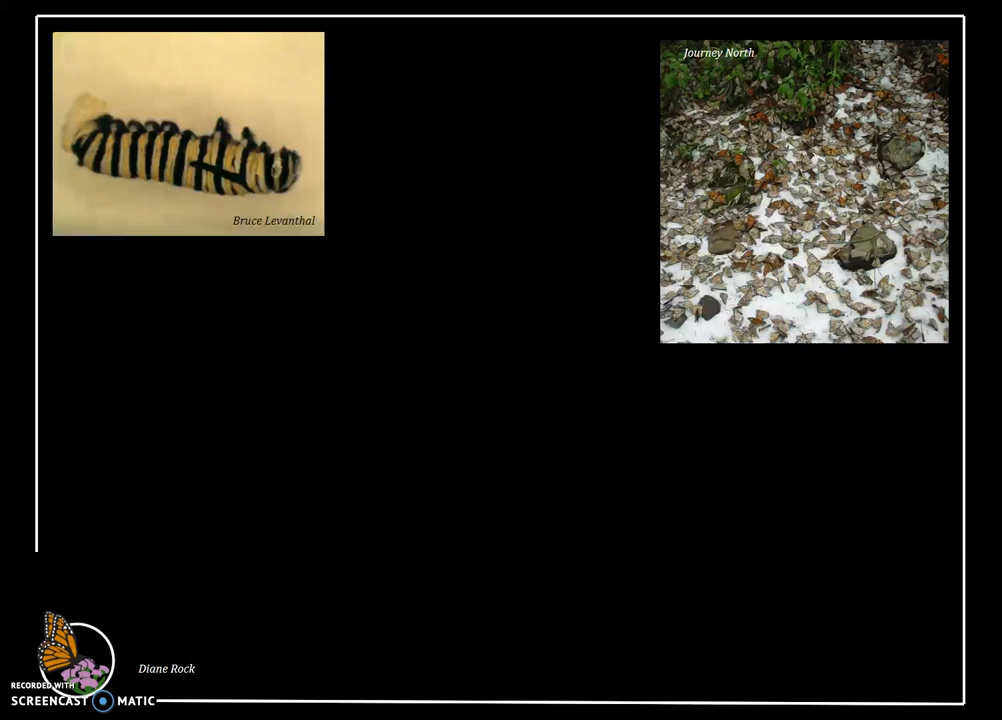 Journey North
Bruce Levanthal
Diane Rock
RECORDED WITH
SCREENCAST MATIC